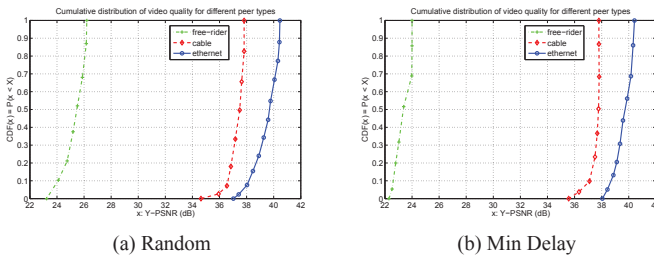 Cumulative distribution of video quality for different peer types
CDF(x) = P(x < X)
1
0.9
0.8
0.7
0.6
0.5
0.4
0.3
0.2
0.1
0
free−rider
cable
ethernet
22 24 26 28 30 32 34 36 38 40 42
x: Y−PSNR (dB)
(a) Random
Cumulative distribution of video quality for different peer types
CDF(x) = P(x < X)
1
0.9
0.8
0.7
0.6
0.5
0.4
0.3
0.2
0.1
0
free−rider
cable
ethernet
22 24 26 28 30 32 34 36 38 40 42
x: Y−PSNR (dB)
(b) Min Delay